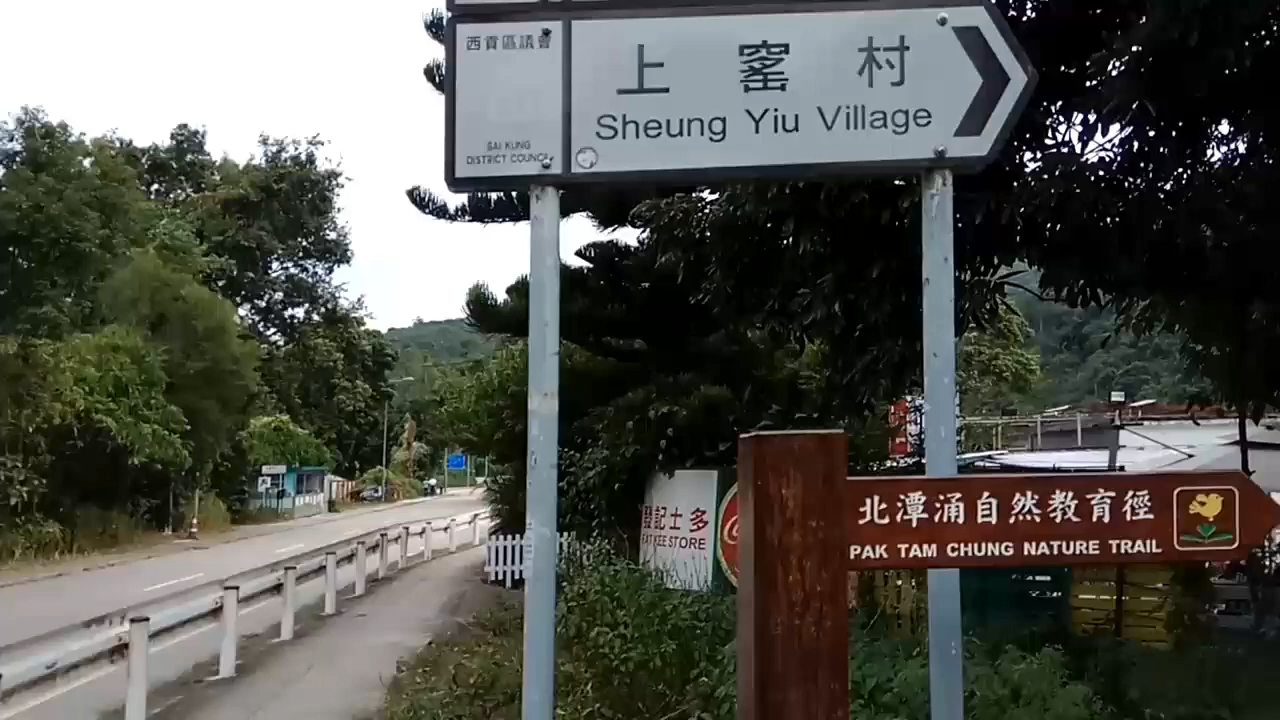 西貢區議會
SAI KUNG
DISTRICT COUNCIL
上窰村
Sheung Yiu Village
發記士多
FAT KEE STORE
北潭涌自然教育徑
PAK TAM CHUNG NATURE TRAIL